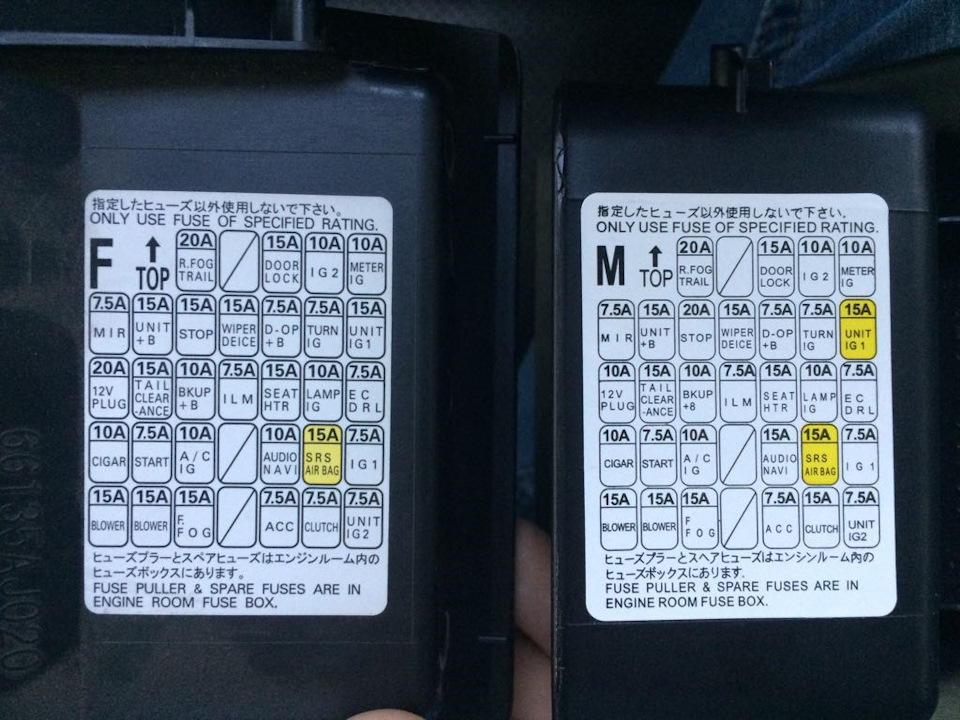 指定したヒューズ以外使用しないで下さい。
ONLY USE FUSE OF SPECIFIED RATING.
F ↑ 20A 15A 10A 10A
TOP R.FOG DOOR IG2 METER
TRAIL LOCK IG
7.5A 15A 15A 15A 7.5A 7.5A 15A
MIR UNIT STOP WIPER D-OP TURN UNIT
+B DEICE +B IG IG1
20A 15A 10A 7.5A 15A 10A 7.5A
12V TAIL BKUP ILM SEAT LAMP EC
PLUG CLEAR +B HTR IG DRL
-ANCE
10A 7.5A 10A 10A 15A 7.5A
CIGAR START A/C AUDIO SRS IG1
IG NAVI AIR BAG
15A 15A 15A 7.5A 7.5A 7.5A
BLOWER BLOWER F. ACC CLUTCH UNIT
FOG IG2
ヒューズプラーとスペアヒューズはエンジンルーム内の
ヒューズボックスにあります。
FUSE PULLER & SPARE FUSES ARE IN
ENGINE ROOM FUSE BOX.
指定したヒューズ以外使用しないで下さい.
ONLY USE FUSE OF SPECIFIED RATING.
M ↑ 20A 15A 10A 10A
TOP R.FOG DOOR IG2 METER
TRAIL LOCK IG
7.5A 15A 20A 15A 7.5A 7.5A 15A
MIR UNIT STOP WIPER D-OP TURN UNIT
+B DEICE +B IG IG1
10A 15A 10A 7.5A 15A 10A 7.5A
12V TAIL BKUP ILM SEAT LAMP EC
PLUG CLEAR +8 HTR IG DRL
-ANCE
10A 7.5A 10A 15A 15A 7.5A
CIGAR START A/C AUDIO SRS IG1
IG NAVI AIR BAG
15A 15A 15A 7.5A 15A 7.5A
BLOWER BLOWER F ACC CLUTCH UNIT
FOG IG2
ヒューズプラーとスヘアヒューズはエンシンルーム內の
ヒューズボックスにあります.
FUSE PULLER & SPARE FUSES ARE IN
ENGINE ROOM FUSE BOX.